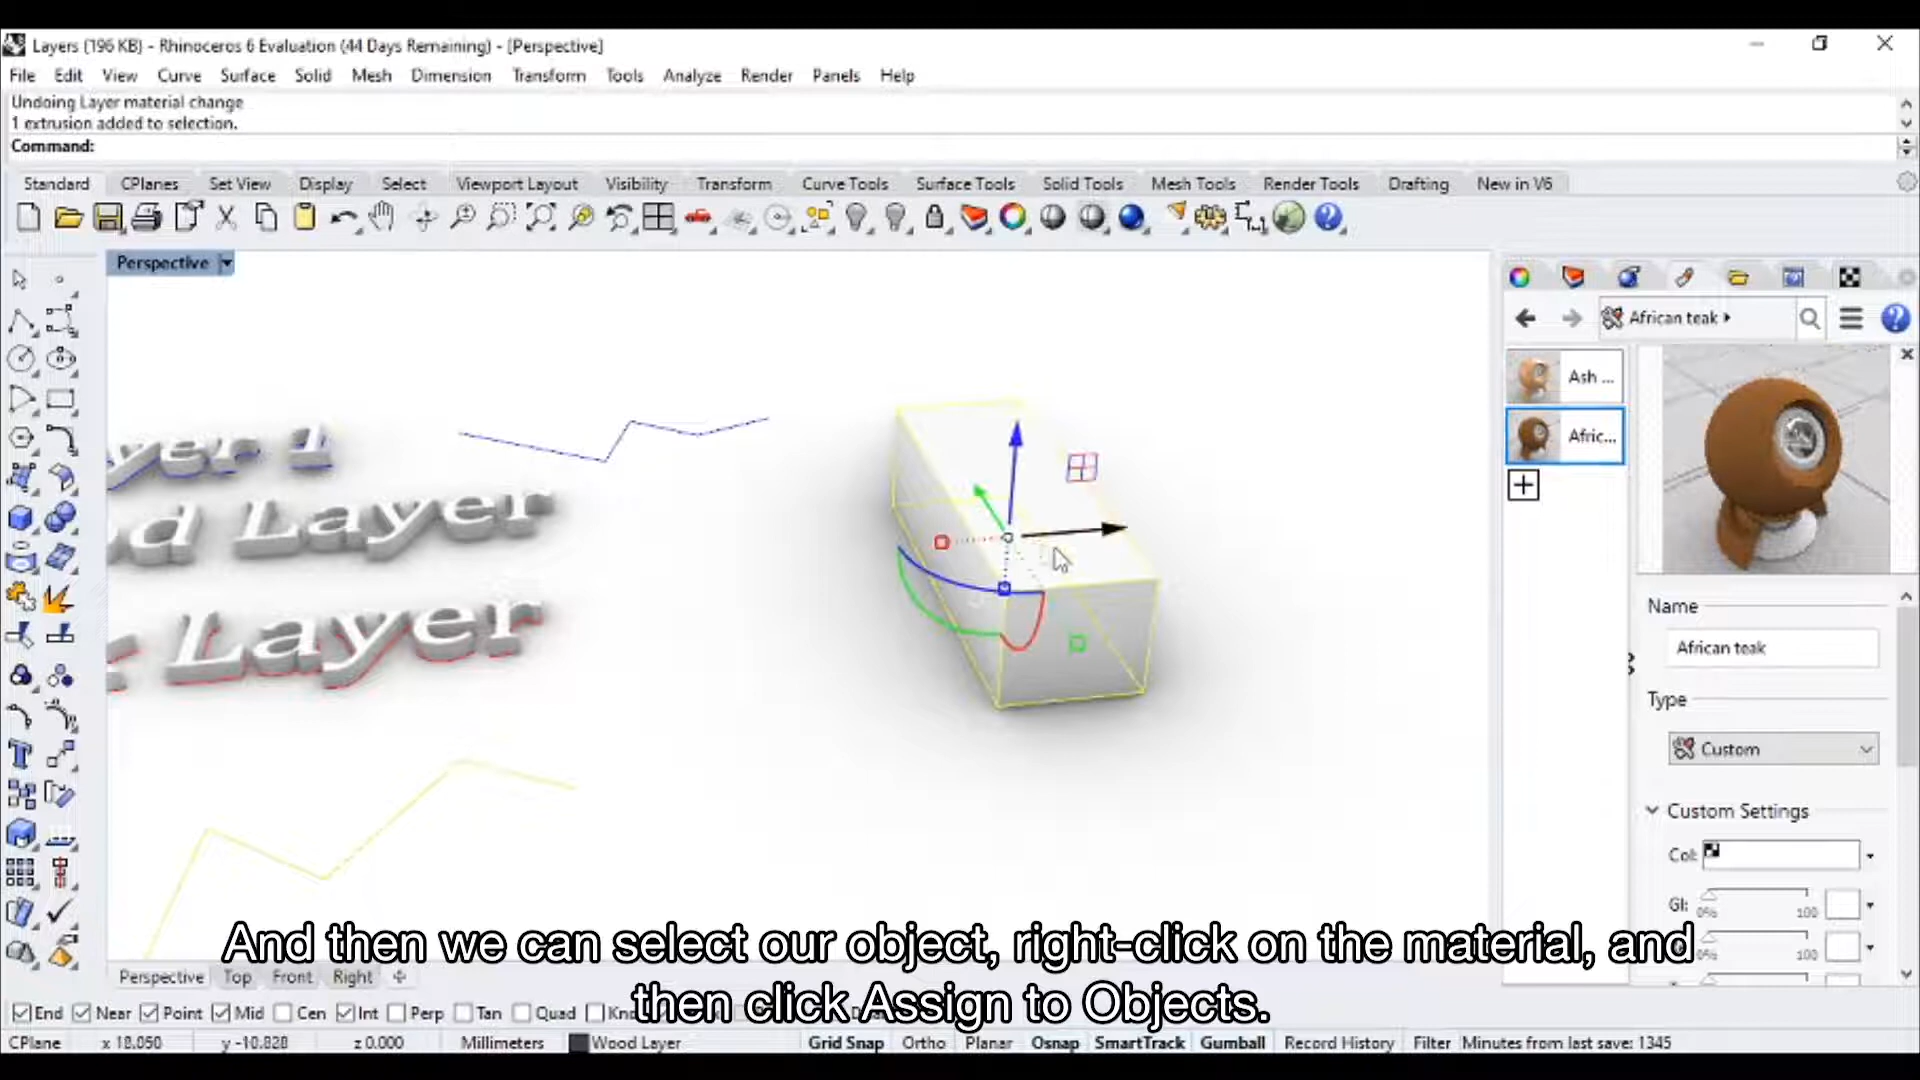 Layers (196 KB) - Rhinoceros 6 Evaluation (44 Days Remaining) - [Perspective]
File Edit View Curve Surface Solid Mesh Dimension Transform Tools Analyze Render Panels Help
Undoing Layer material change
1 extrusion added to selection.
Command:
Standard CPlanes Set View Display Select Viewport Layout Visibility Transform Curve Tools Surface Tools Solid Tools Mesh Tools Render Tools Drafting New in V6
Perspective
African teak
Ash ...
Afric...
yer 1
d Layer
Layer
Name
African teak
Type
Custom
Custom Settings
Col:
Gl:
0% 100
0% 100
And then we can select our object, right-click on the material, and
then click Assign to Objects.
Perspective Top Front Right
End Near Point Mid Cen Int Perp Tan Quad
CPlane x 18.050 y -10.828 z 0.000 Millimeters Wood Layer Grid Snap Ortho Planar Osnap SmartTrack Gumball Record History Filter Minutes from last save: 1345